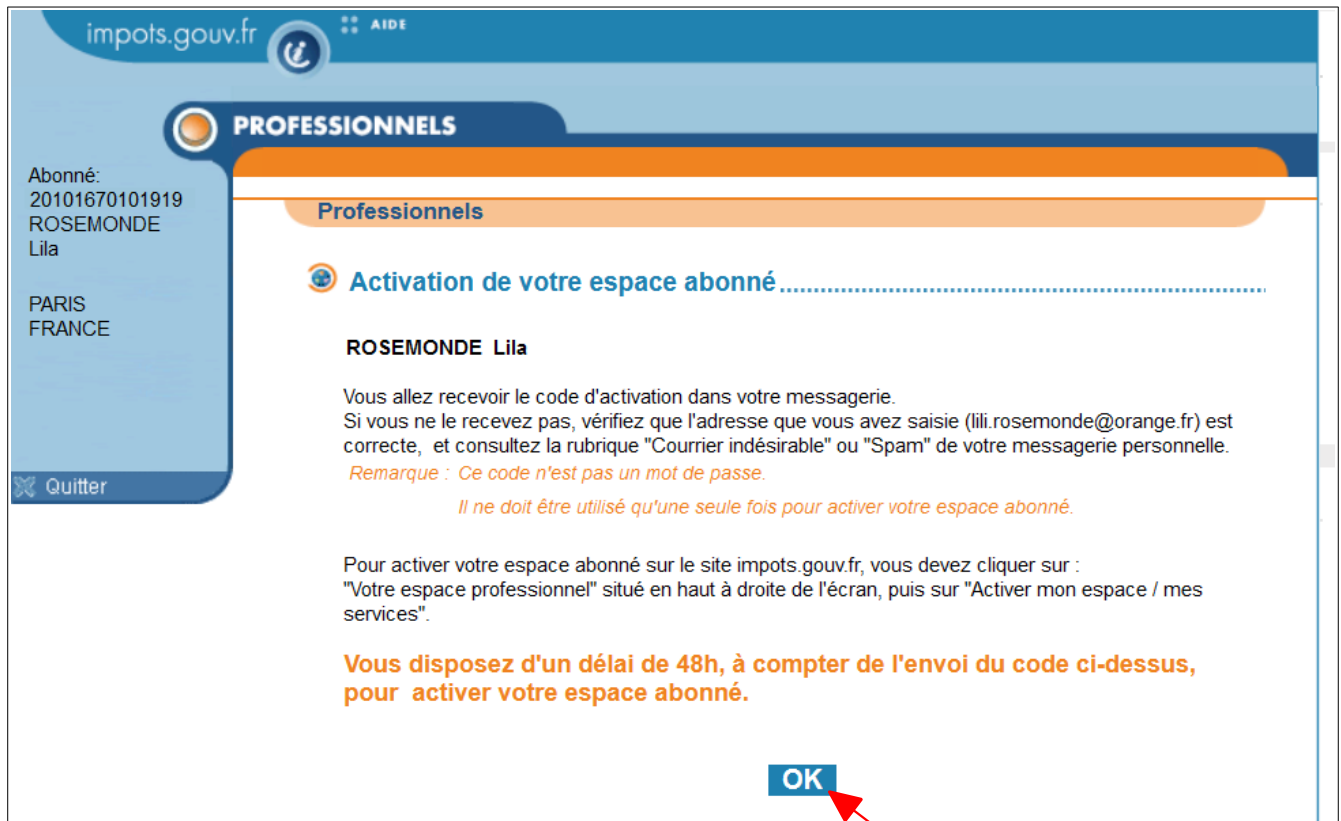 impots.gouv.fr
AIDE
PROFESSIONNELS
Abonné:
20101670101919
ROSEMONDE
Lila
PARIS
FRANCE
Quitter
Professionnels
Activation de votre espace abonné
ROSEMONDE Lila
Vous allez recevoir le code d'activation dans votre messagerie.
Si vous ne le recevez pas, vérifiez que l'adresse que vous avez saisie (lili.rosemonde@orange.fr) est
correcte, et consultez la rubrique "Courrier indésirable" ou "Spam" de votre messagerie personnelle.
Remarque : Ce code n'est pas un mot de passe.
Il ne doit être utilisé qu'une seule fois pour activer votre espace abonné.
Pour activer votre espace abonné sur le site impots.gouv.fr, vous devez cliquer sur :
"Votre espace professionnel" situé en haut à droite de l'écran, puis sur "Activer mon espace / mes
services".
Vous disposez d'un délai de 48h, à compter de l'envoi du code ci-dessus,
pour activer votre espace abonné.
OK